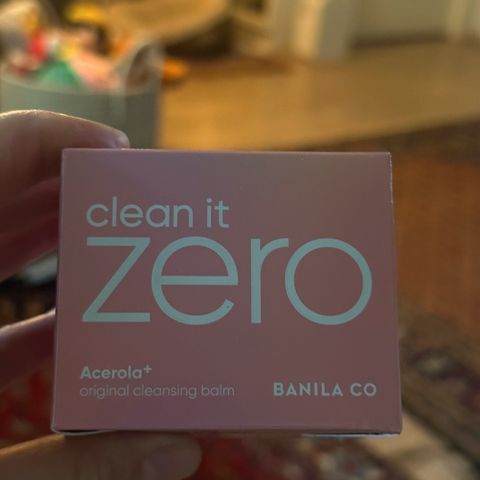 clean it
zero
Acerola+
original cleansing balm
BANILA CO